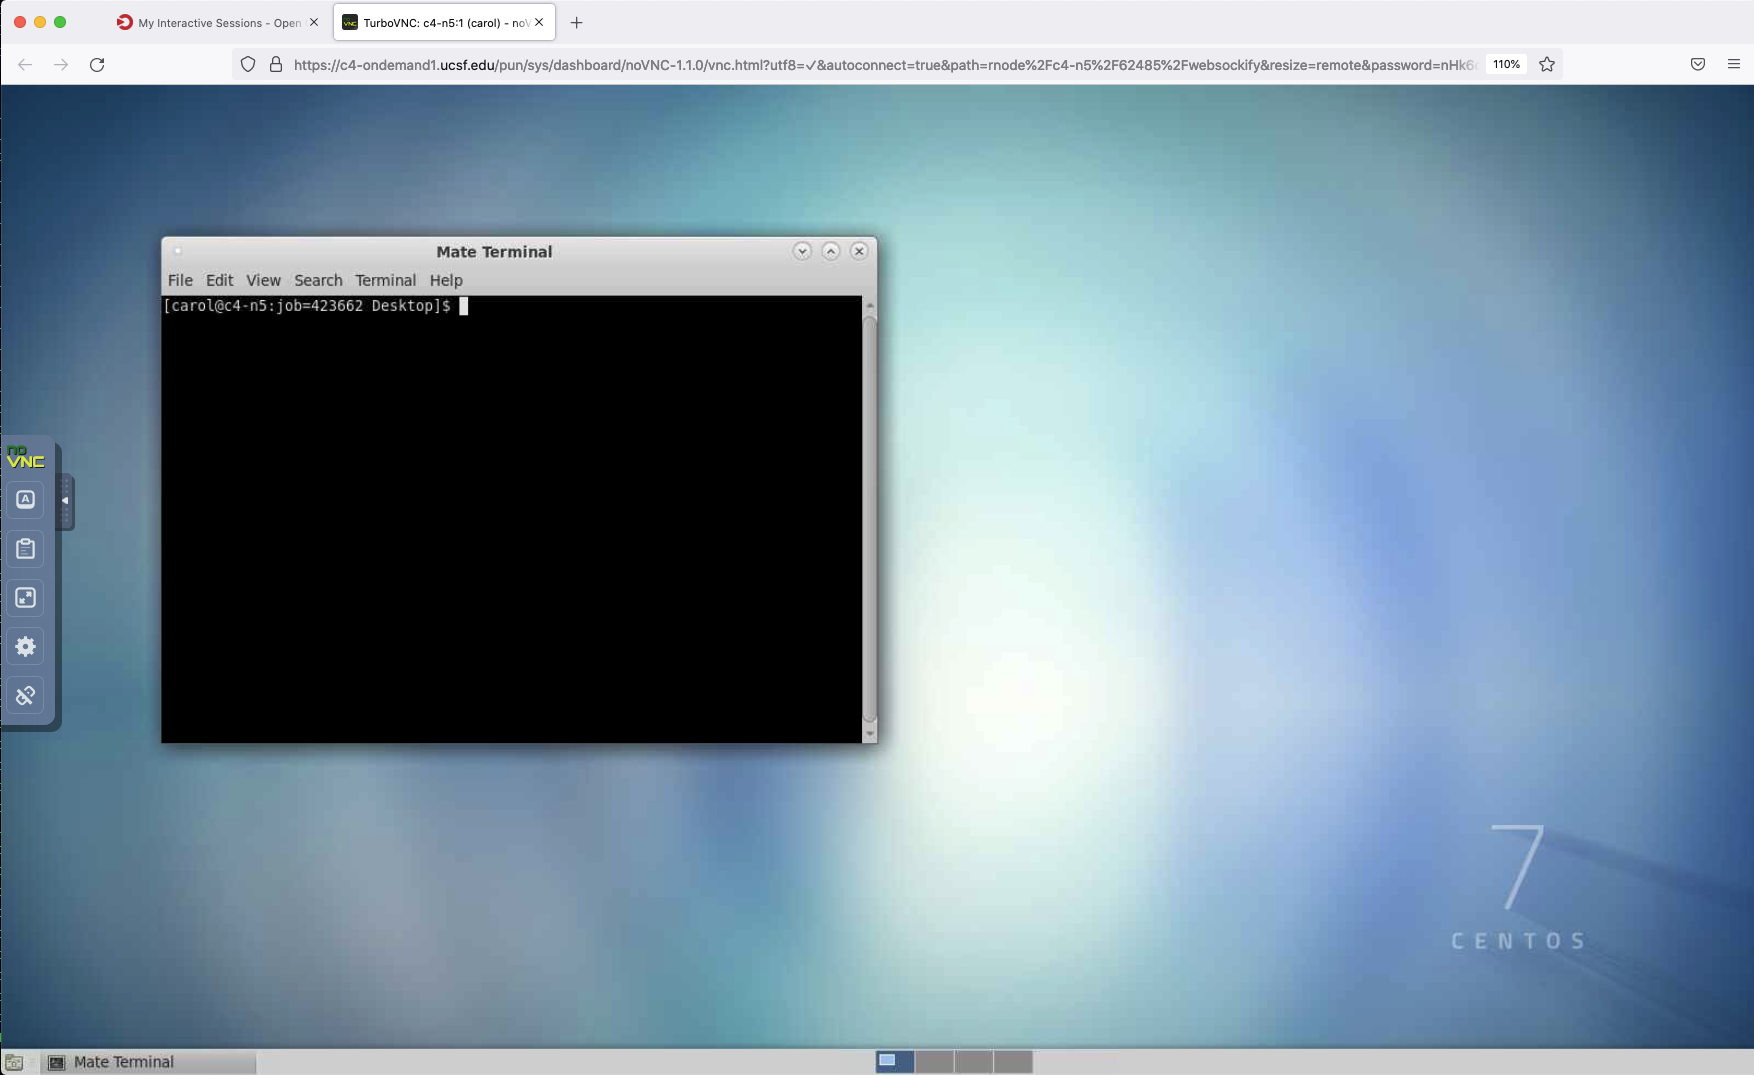 My Interactive Sessions - Open
TurboVNC: c4-n5:1 (carol) - noV
https://c4-ondemand1.ucsf.edu/pun/sys/dashboard/noVNC-1.1.0/vnc.html?utf8=✓&autoconnect=true&path=rnode%2Fc4-n5%2F62485%2Fwebsockify&resize=remote&password=nHk6
110%
Mate Terminal
File Edit View Search Terminal Help
[carol@c4-n5:job=423662 Desktop]$
no
VNC
A
7
CENTOS
Mate Terminal